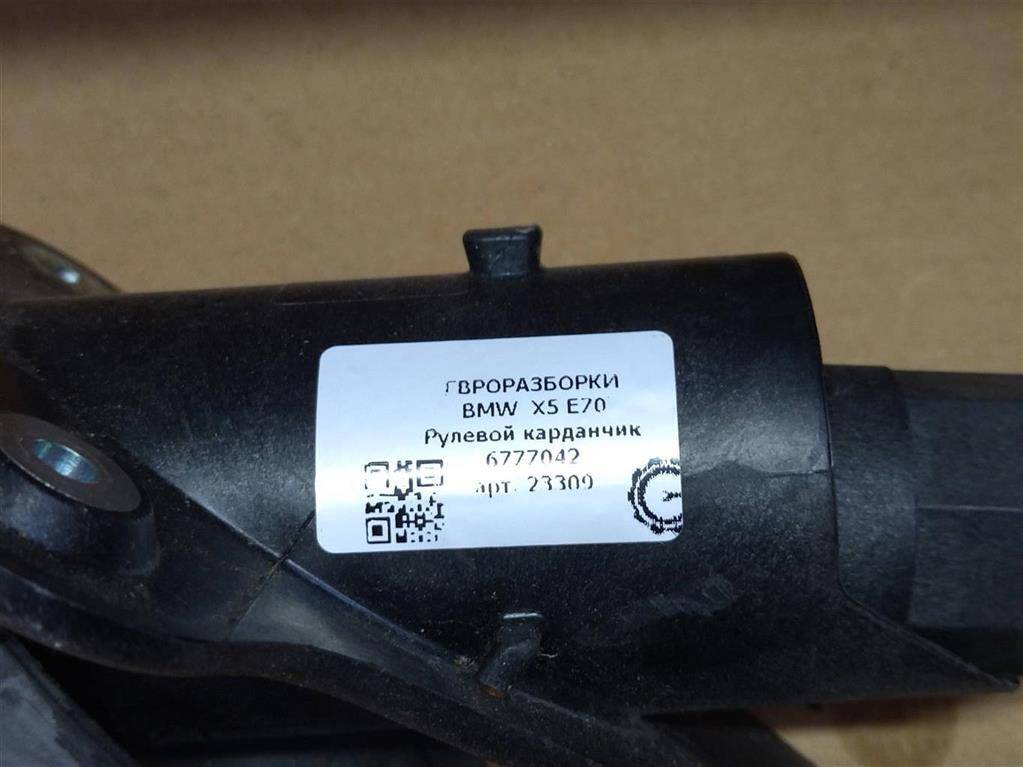 ЕВРОРАЗБОРКИ
BMW X5 E70
Рулевой карданчик
6777042
арт. 23309